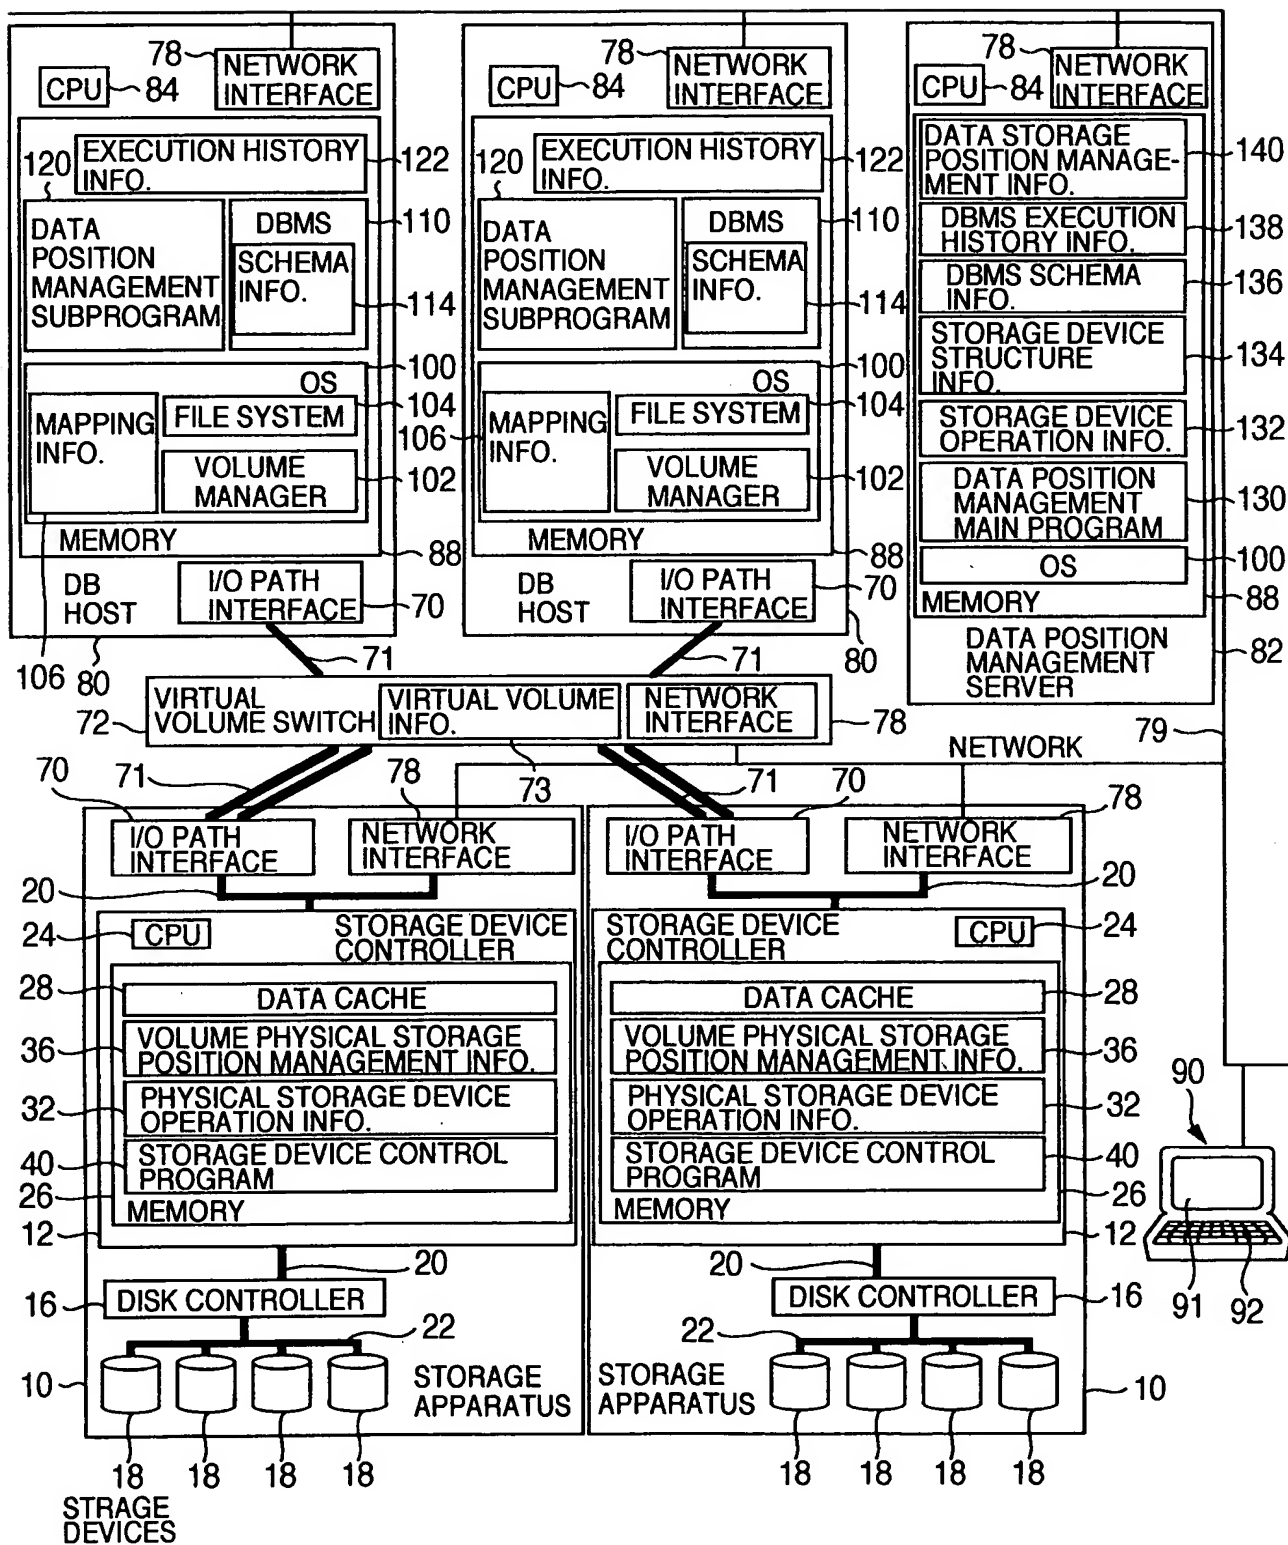 78
CPU
84
NETWORK
INTERFACE
120
EXECUTION HISTORY
INFO.
122
DATA
POSITION
MANAGEMENT
SUBPROGRAM
DBMS
110
SCHEMA
INFO.
114
100
OS
MAPPING
INFO.
FILE SYSTEM
104
VOLUME
MANAGER
102
MEMORY
88
DB
HOST
I/O PATH
INTERFACE
70
106
80
71
78
CPU
84
NETWORK
INTERFACE
120
EXECUTION HISTORY
INFO.
122
DATA
POSITION
MANAGEMENT
SUBPROGRAM
DBMS
110
SCHEMA
INFO.
114
100
OS
106
MAPPING
INFO.
FILE SYSTEM
104
VOLUME
MANAGER
102
MEMORY
88
DB
HOST
I/O PATH
INTERFACE
70
71
80
78
CPU
84
NETWORK
INTERFACE
DATA STORAGE
POSITION MANAGE-
MENT INFO.
140
DBMS EXECUTION
HISTORY INFO.
138
DBMS SCHEMA
INFO.
136
STORAGE DEVICE
STRUCTURE
INFO.
134
STORAGE DEVICE
OPERATION INFO.
132
DATA POSITION
MANAGEMENT
MAIN PROGRAM
130
OS
100
MEMORY
88
DATA POSITION
MANAGEMENT
SERVER
82
72
VIRTUAL
VOLUME SWITCH
VIRTUAL VOLUME
INFO.
NETWORK
INTERFACE
78
73
NETWORK
79
70
71
78
I/O PATH
INTERFACE
NETWORK
INTERFACE
20
24
CPU
STORAGE DEVICE
CONTROLLER
28
DATA CACHE
36
VOLUME PHYSICAL STORAGE
POSITION MANAGEMENT INFO.
32
PHYSICAL STORAGE DEVICE
OPERATION INFO.
40
STORAGE DEVICE CONTROL
PROGRAM
26
MEMORY
12
20
16
DISK CONTROLLER
22
10
STORAGE
APPARATUS
18
18
18
18
STRAGE
DEVICES
71
70
78
I/O PATH
INTERFACE
NETWORK
INTERFACE
20
STORAGE DEVICE
CONTROLLER
CPU
24
DATA CACHE
28
VOLUME PHYSICAL STORAGE
POSITION MANAGEMENT INFO.
36
PHYSICAL STORAGE DEVICE
OPERATION INFO.
32
STORAGE DEVICE CONTROL
PROGRAM
40
MEMORY
26
12
20
DISK CONTROLLER
16
22
STORAGE
APPARATUS
10
18
18
18
18
90
91
92